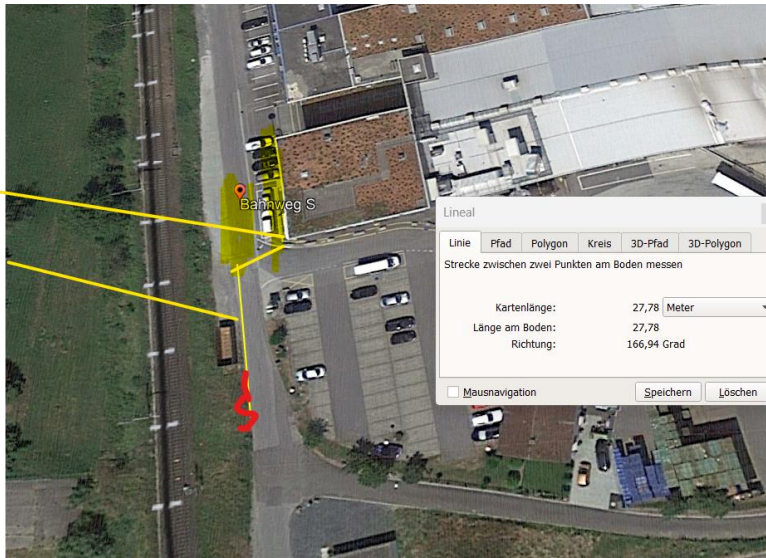 Bahnweg S
Lineal
Linie Pfad Polygon Kreis 3D-Pfad 3D-Polygon
Strecke zwischen zwei Punkten am Boden messen
Kartenlänge: 27,78 Meter
Länge am Boden: 27,78
Richtung: 166,94 Grad
Mausnavigation Speichern Löschen